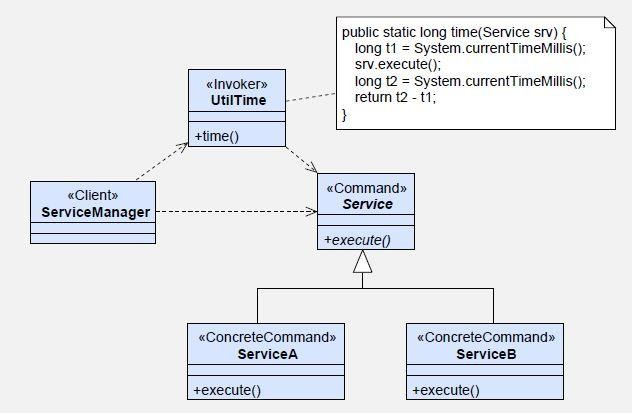 public static long time(Service srv) {
long t1 = System.currentTimeMillis();
srv.execute();
long t2 = System.currentTimeMillis();
return t2 - t1;
}
«Invoker»
UtilTime
+time()
«Client»
ServiceManager
«Command»
Service
+execute()
«ConcreteCommand»
ServiceA
+execute()
«ConcreteCommand»
ServiceB
+execute()